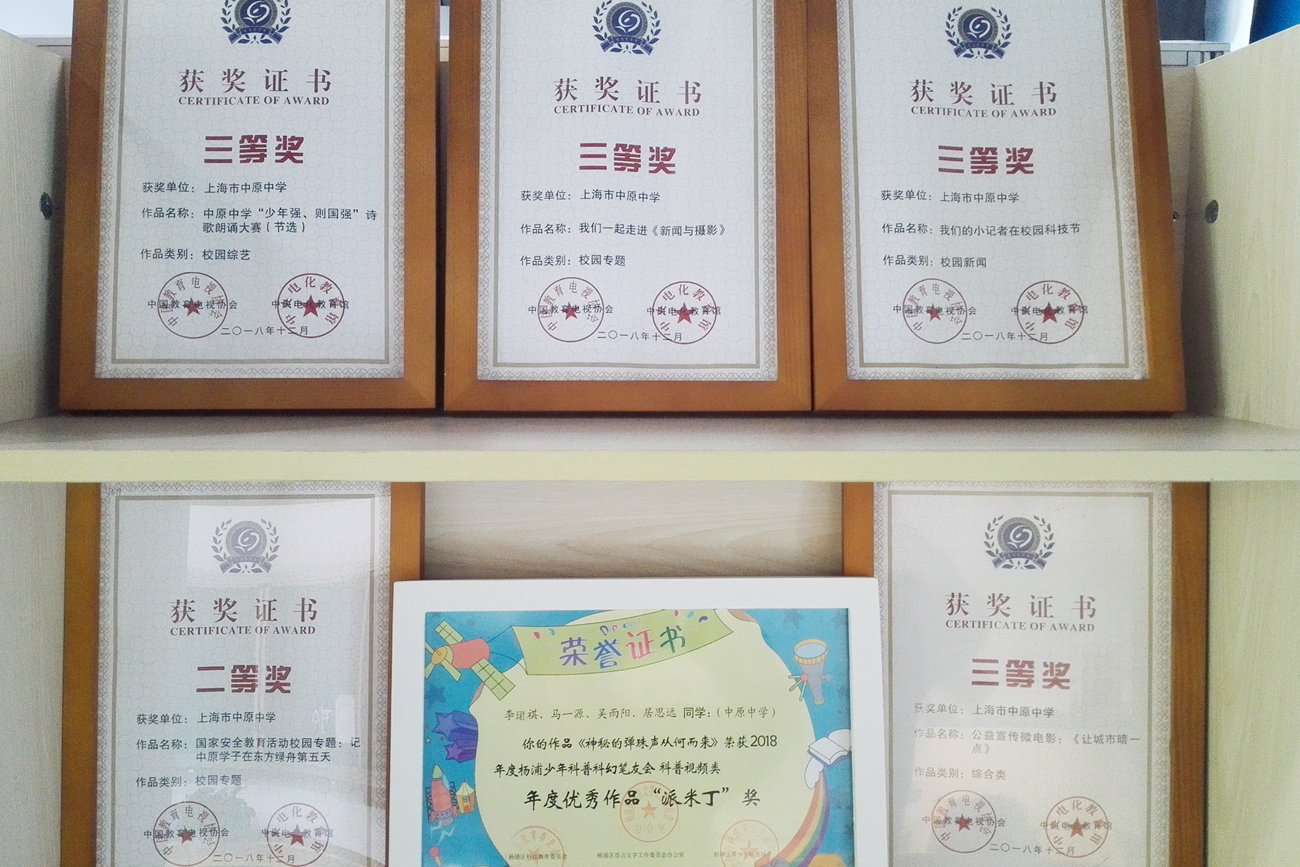 获奖证书
CERTIFICATE OF AWARD
三等奖
获奖单位：上海市中原中学
作品名称：中原中学“少年强、则国强”诗
歌朗诵大赛（节选）
作品类别：校园综艺
中国教育电视协会
中央电化教育馆
二〇一八年十二月
获奖证书
CERTIFICATE OF AWARD
三等奖
获奖单位：上海市中原中学
作品名称：我们一起走进《新闻与摄影》
作品类别：校园专题
中国教育电视协会
中央电化教育馆
二〇一八年十二月
获奖证书
CERTIFICATE OF AWARD
三等奖
获奖单位：上海市中原中学
作品名称：我们的小记者在校园科技节
作品类别：校园新闻
中国教育电视协会
中央电化教育馆
二〇一八年十二月
获奖证书
CERTIFICATE OF AWARD
二等奖
获奖单位：上海市中原中学
作品名称：国家安全教育活动校园专题：记
中原学子在东方绿舟第五天
作品类别：校园专题
中国教育电视协会
中央电化教育馆
二〇一八年十二月
荣誉证书
李珺祺、马一源、吴雨阳、居思远 同学：（中原中学）
你的作品《神秘的弹珠声从何而来》荣获2018
年度杨浦少年科普科幻笔友会 科普视频类
年度优秀作品“派米丁”奖
杨浦区语言文字工作委员会办公室
获奖证书
CERTIFICATE OF AWARD
三等奖
获奖单位：上海市中原中学
作品名称：公益宣传微电影：《让城市暗一
点》
作品类别：综合类
中国教育电视协会
中央电化教育馆
二〇一八年十二月